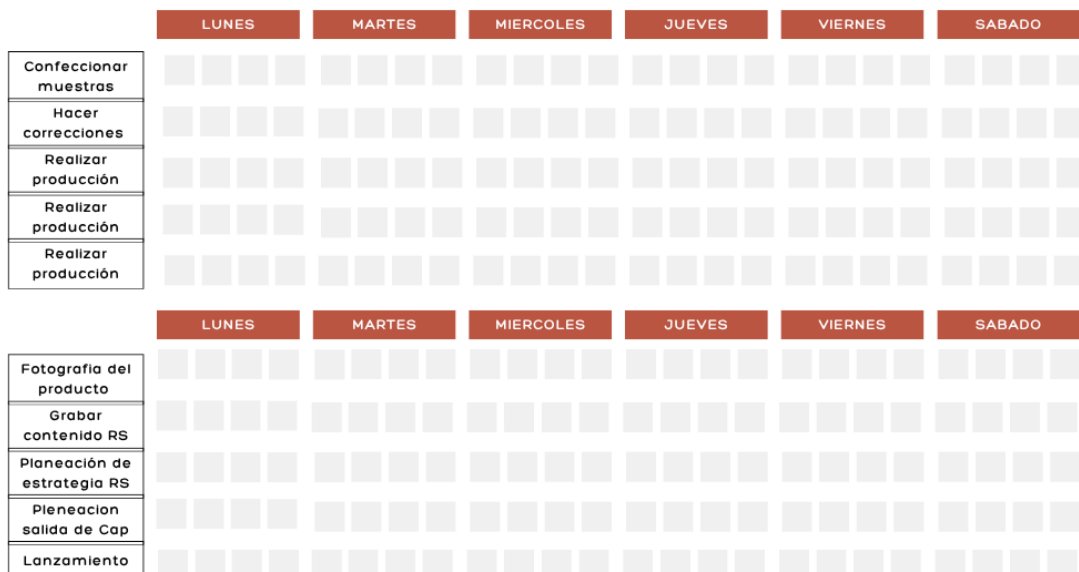 LUNES MARTES MIERCOLES JUEVES VIERNES SABADO
Confeccionar
muestras
Hacer
correcciones
Realizar
producción
Realizar
producción
Realizar
producción
LUNES MARTES MIERCOLES JUEVES VIERNES SABADO
Fotografia del
producto
Grabar
contenido RS
Planeación de
estrategia RS
Pleneacion
salida de Cap
Lanzamiento